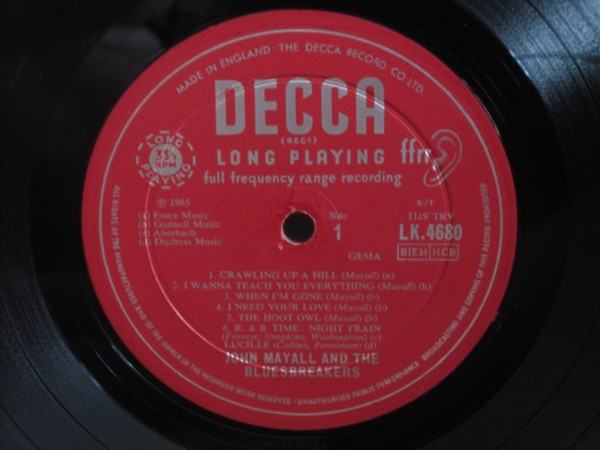 MADE IN ENGLAND · THE DECCA RECORD CO LTD
DECCA
(REGD)
LONG PLAYING
33⅓
RPM
LONG PLAYING ffrr
full frequency range recording
℗ 1965
(a) Essex Music
(b) Gunnell Music
(c) Aberbach
(d) Duchess Music
Side
1
K/T
ARL. 6711
LK.4680
GEMA
BIEM NCB
1. CRAWLING UP A HILL (Mayall) (a)
2. I WANNA TEACH YOU EVERYTHING (Mayall) (b)
3. WHEN I'M GONE (Mayall) (b)
4. I NEED YOUR LOVE (Mayall) (b)
5. THE HOOT OWL (Mayall) (b)
6. R. & B. TIME: NIGHT TRAIN
(Forrest; Simpkins, Washington) (c)
LUCILLE (Collins, Penniman) (d)
JOHN MAYALL AND THE
BLUESBREAKERS
ALL RIGHTS OF THE MANUFACTURER AND OF THE OWNER OF THE RECORDED WORK RESERVED · UNAUTHORISED PUBLIC PERFORMANCE, BROADCASTING AND COPYING OF THIS RECORD PROHIBITED